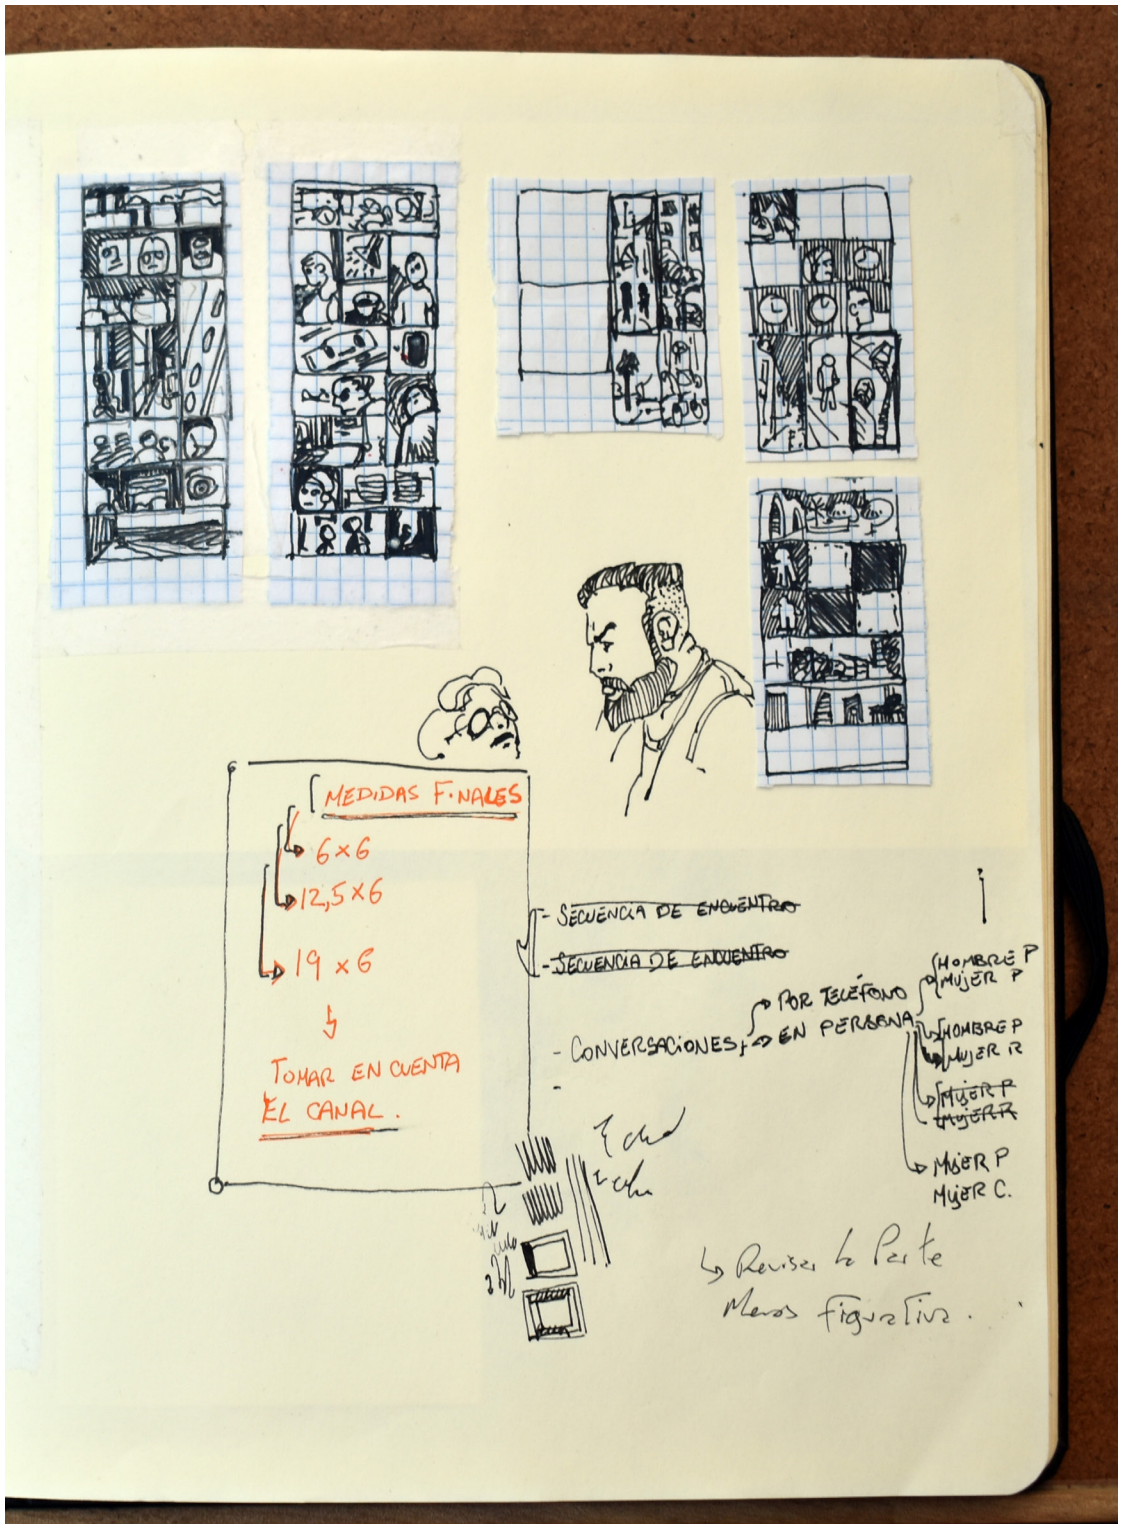 MEDIDAS FINALES
6 x 6
12,5 x 6
19 x 6
TOMAR EN CUENTA
EL CANAL.
- SECUENCIA DE ENCUENTRO
- SECUENCIA DE ENCUENTRO
- CONVERSACIONES
POR TELÉFONO
EN PERSONA
HOMBRE P
MUJER P
HOMBRE P
MUJER R
MUJER P
MUJER R
MUJER P
MUJER C.
Revisar la Parte
Menos Figurativa.